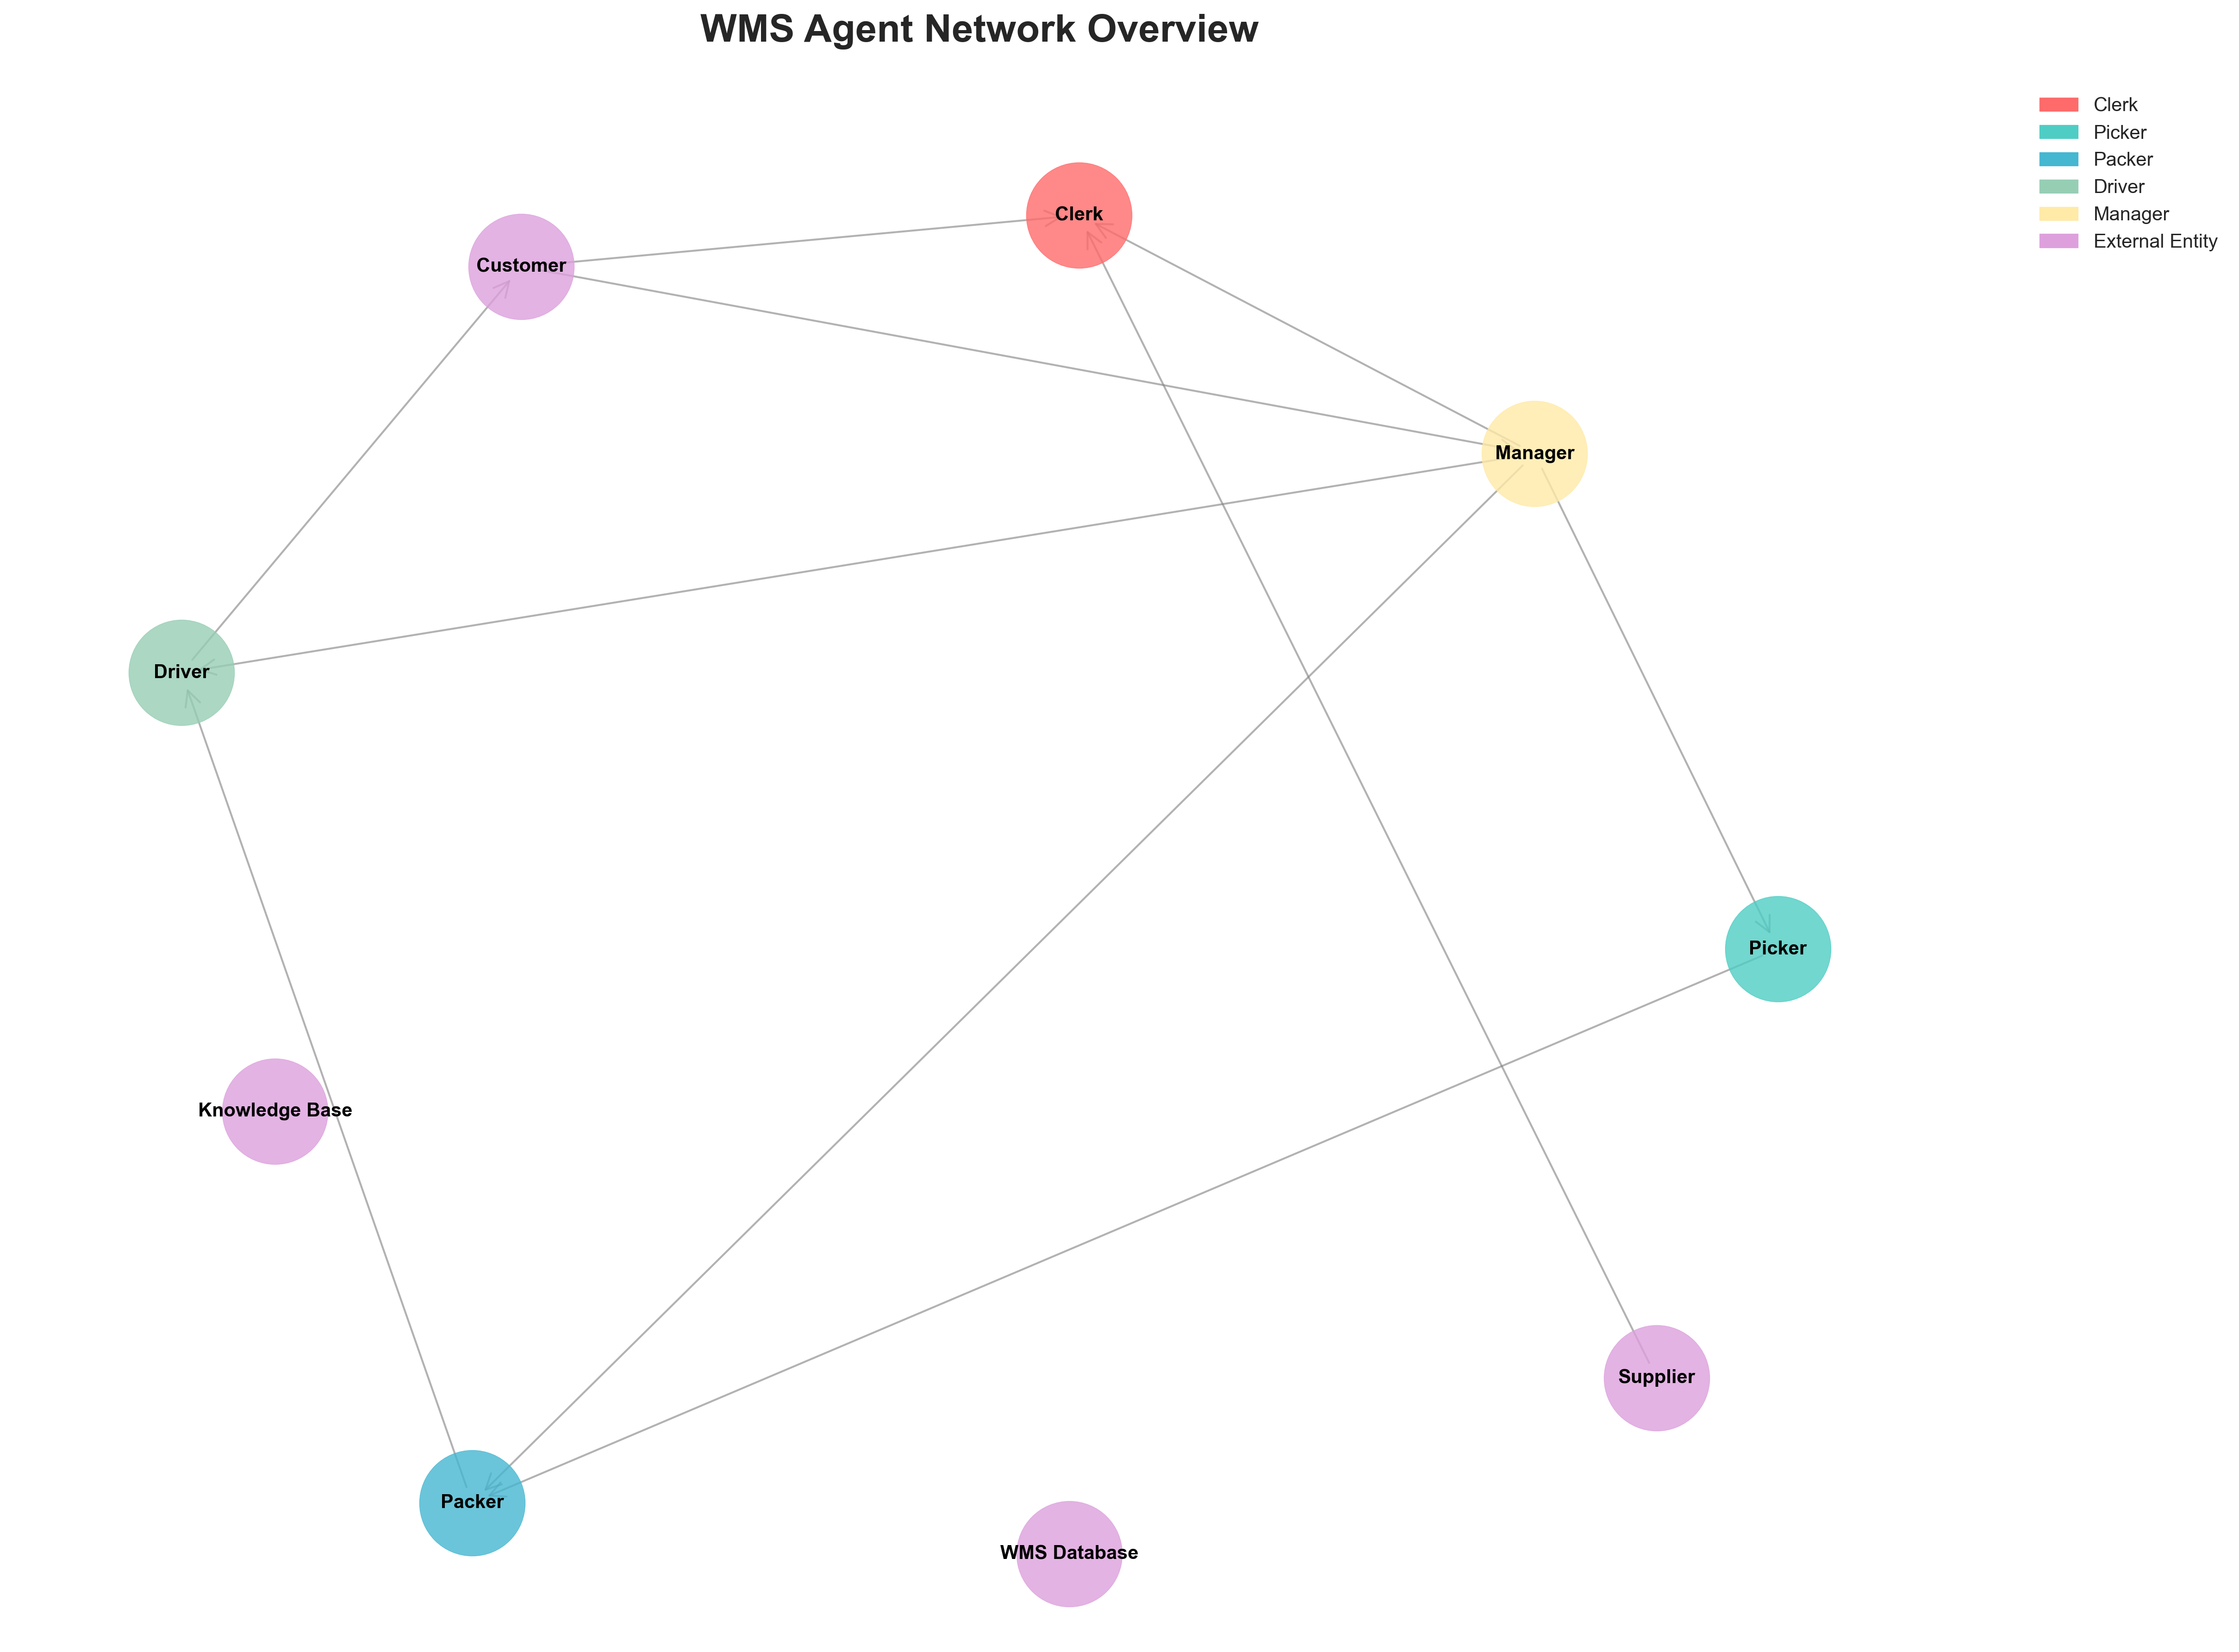 WMS Agent Network Overview
Clerk
Picker
Packer
Driver
Manager
External Entity
Clerk
Customer
Manager
Driver
Picker
Knowledge Base
Supplier
Packer
WMS Database